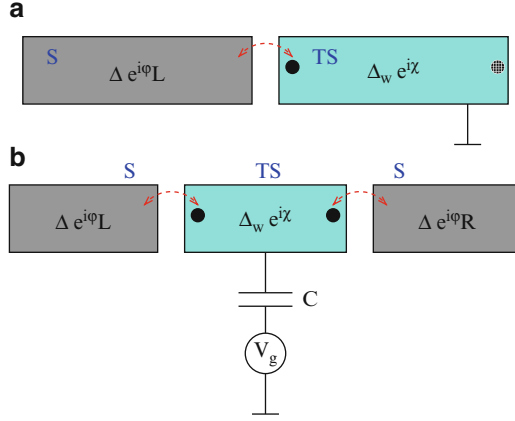 a
S TS
Δ e^{iφ}L Δ_w e^{iχ}
b
S TS S
Δ e^{iφ}L Δ_w e^{iχ} Δ e^{iφ}R
C
V_g